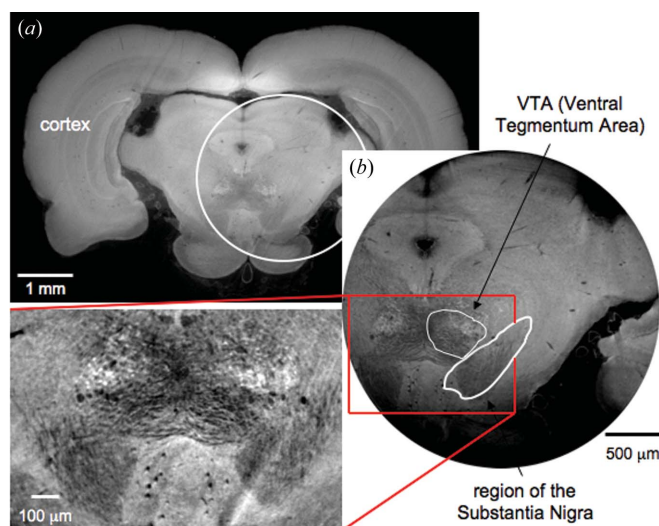 (a)
cortex
1 mm
VTA (Ventral
Tegmentum Area)
(b)
500 µm
100 µm
region of the
Substantia Nigra